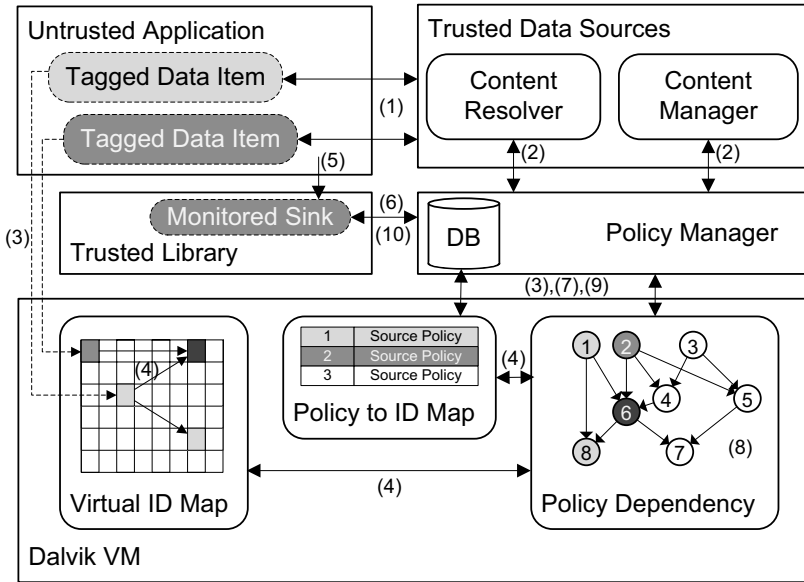 Untrusted Application
Trusted Data Sources
Tagged Data Item
(1)
Content
Resolver
Content
Manager
Tagged Data Item
(5)
(2)
(2)
Monitored Sink
(6)
(10)
Trusted Library
DB
Policy Manager
(3)
(3),(7),(9)
(4)
1 Source Policy
2 Source Policy
3 Source Policy
(4)
Policy to ID Map
1 2 3
4 5
6
8 7
(8)
Virtual ID Map
(4)
Policy Dependency
Dalvik VM